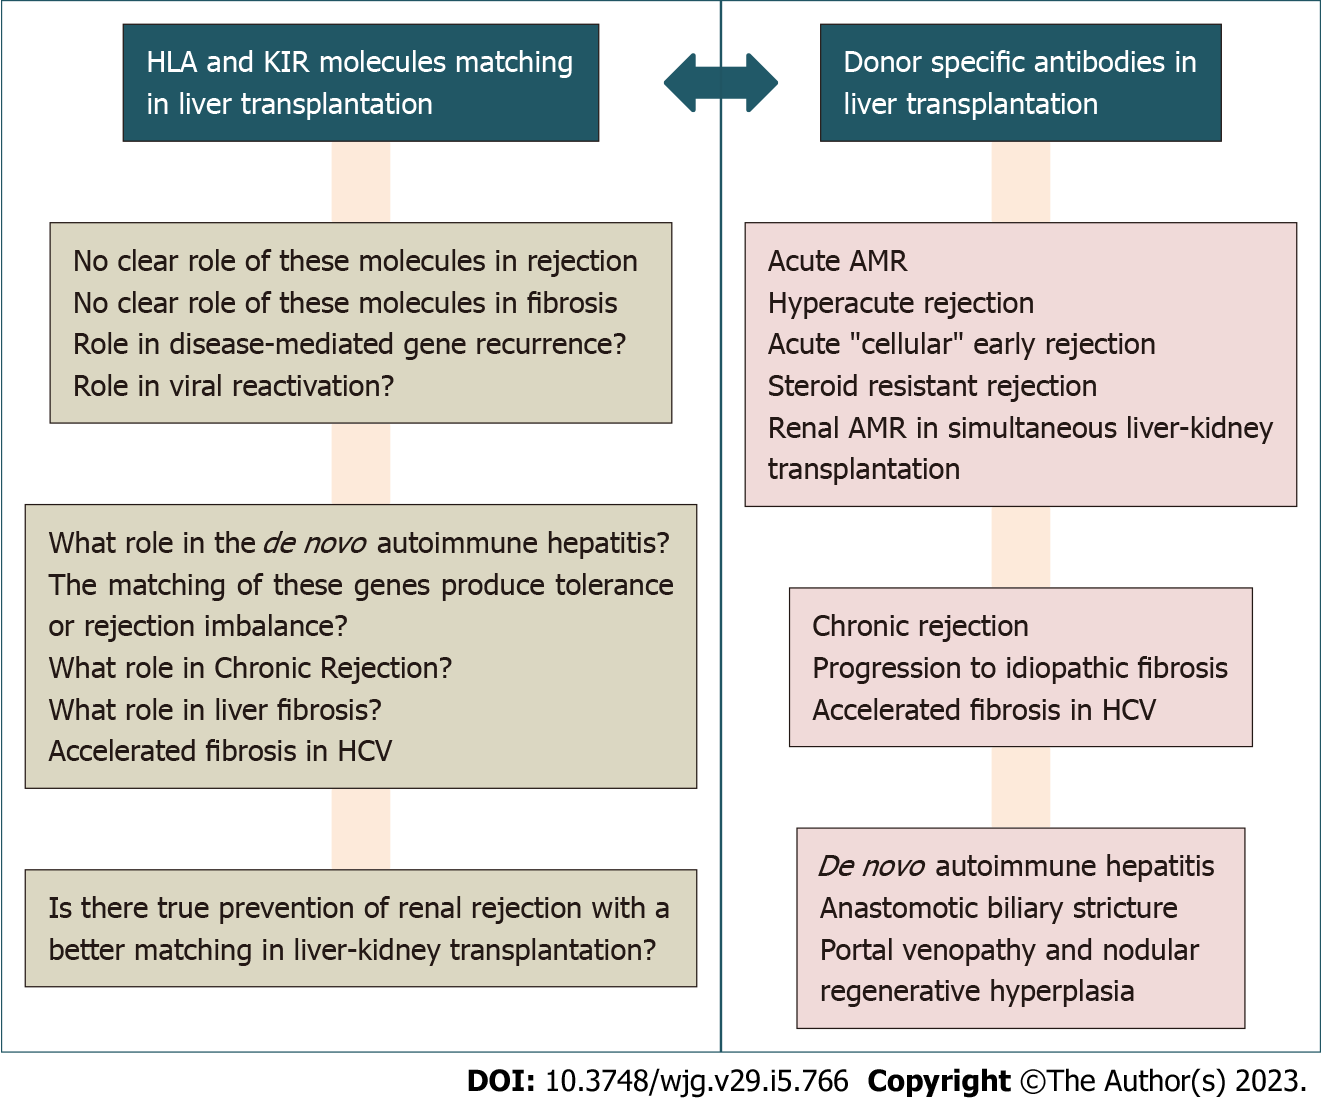 HLA and KIR molecules matching
in liver transplantation
No clear role of these molecules in rejection
No clear role of these molecules in fibrosis
Role in disease-mediated gene recurrence?
Role in viral reactivation?
What role in the de novo autoimmune hepatitis?
The matching of these genes produce tolerance
or rejection imbalance?
What role in Chronic Rejection?
What role in liver fibrosis?
Accelerated fibrosis in HCV
Is there true prevention of renal rejection with a
better matching in liver-kidney transplantation?
Donor specific antibodies in
liver transplantation
Acute AMR
Hyperacute rejection
Acute "cellular" early rejection
Steroid resistant rejection
Renal AMR in simultaneous liver-kidney
transplantation
Chronic rejection
Progression to idiopathic fibrosis
Accelerated fibrosis in HCV
De novo autoimmune hepatitis
Anastomotic biliary stricture
Portal venopathy and nodular
regenerative hyperplasia
DOI: 10.3748/wjg.v29.i5.766 Copyright ©The Author(s) 2023.